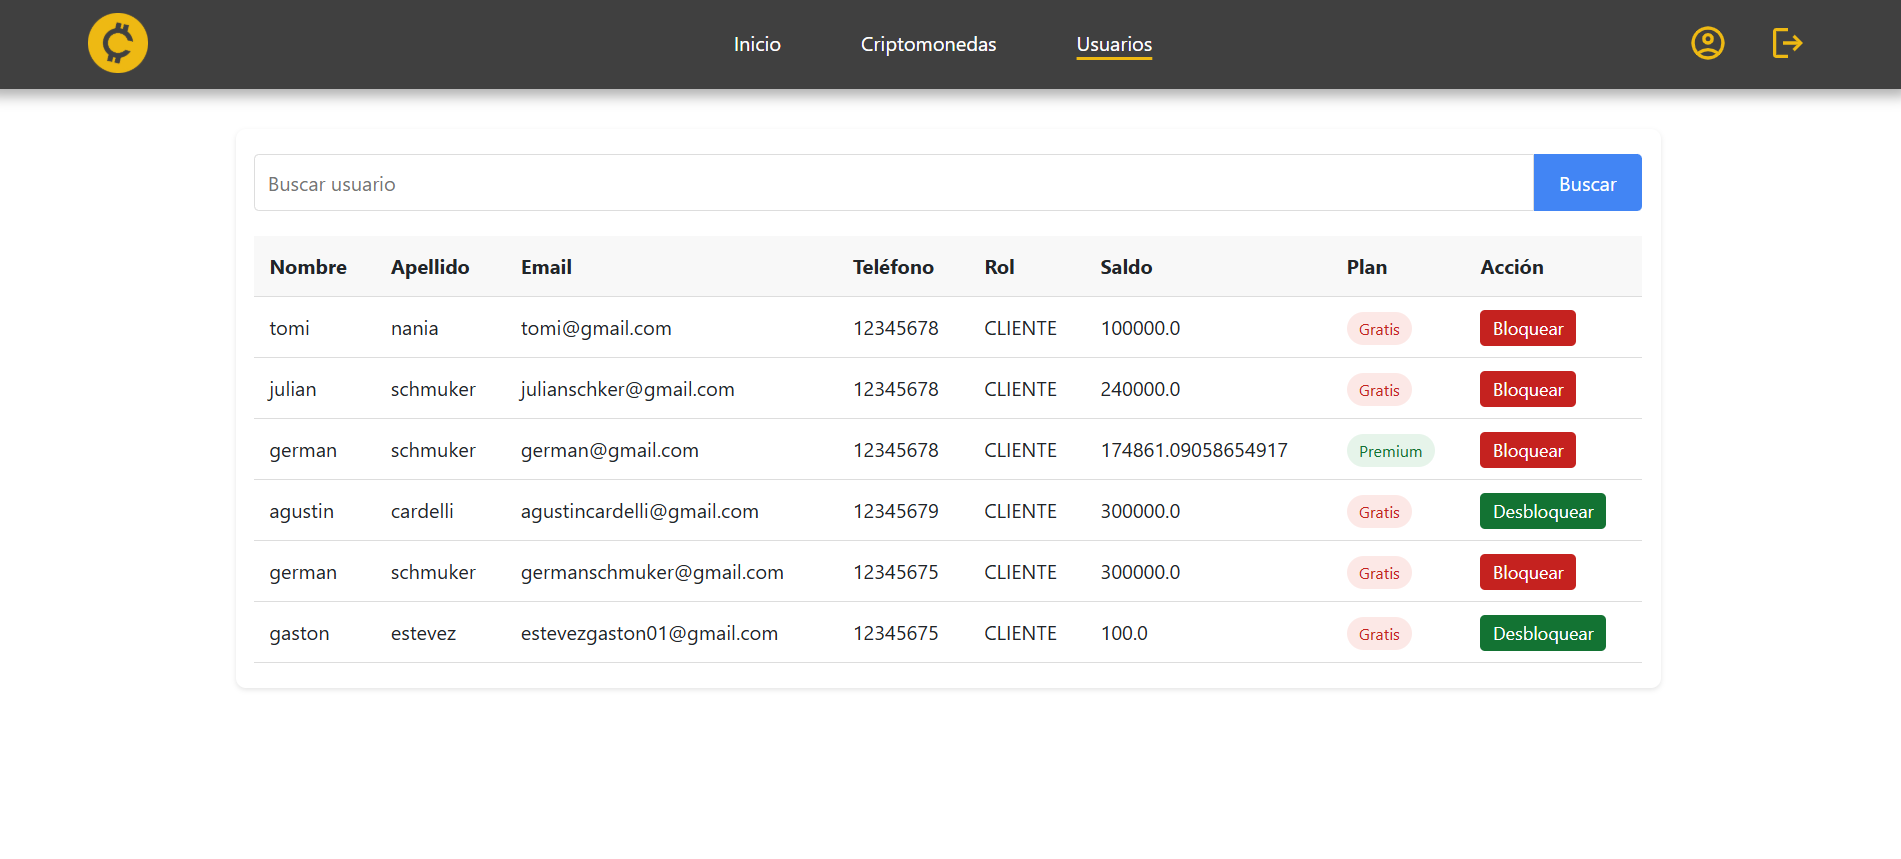 Inicio Criptomonedas Usuarios
Buscar usuario Buscar
Nombre Apellido Email Teléfono Rol Saldo Plan Acción
tomi nania tomi@gmail.com 12345678 CLIENTE 100000.0 Gratis Bloquear
julian schmuker julianschker@gmail.com 12345678 CLIENTE 240000.0 Gratis Bloquear
german schmuker german@gmail.com 12345678 CLIENTE 174861.09058654917 Premium Bloquear
agustin cardelli agustincardelli@gmail.com 12345679 CLIENTE 300000.0 Gratis Desbloquear
german schmuker germanschmuker@gmail.com 12345675 CLIENTE 300000.0 Gratis Bloquear
gaston estevez estevezgaston01@gmail.com 12345675 CLIENTE 100.0 Gratis Desbloquear